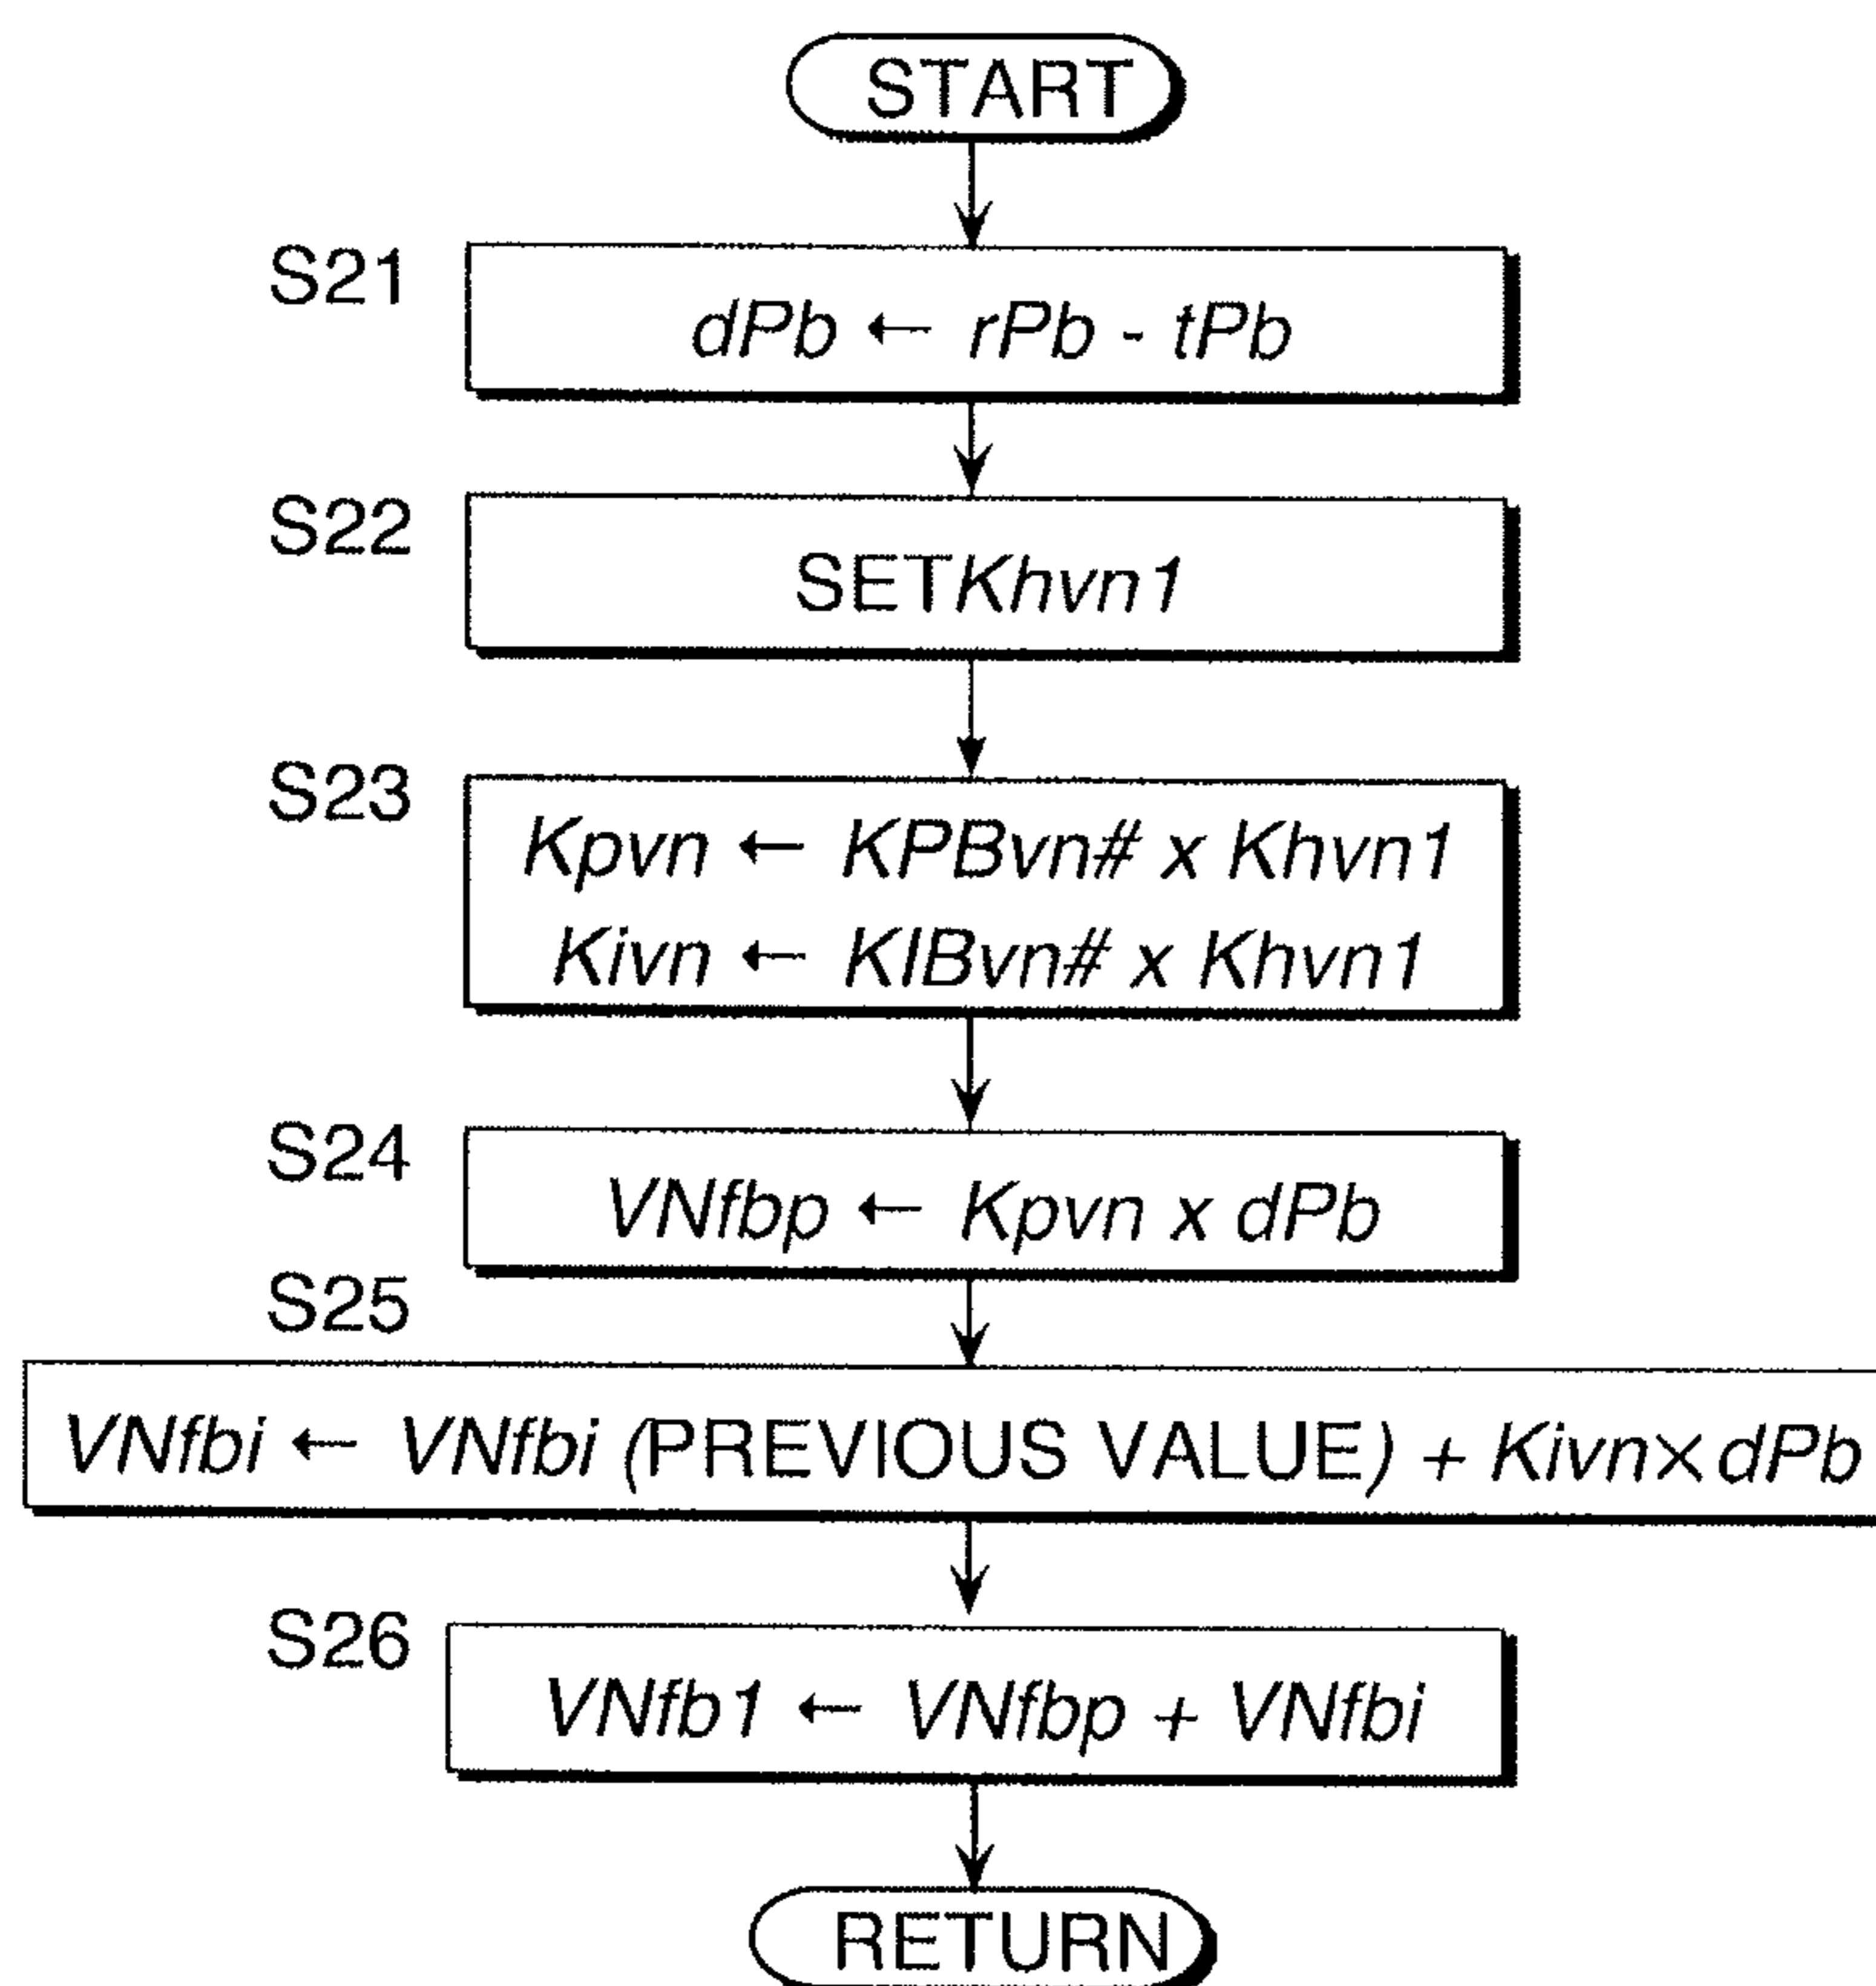 START
S21
dPb ← rPb - tPb
S22
SETKhvn1
S23
Kpvn ← KPBvn# x Khvn1
Kivn ← KIBvn# x Khvn1
S24
VNfbp ← Kpvn x dPb
S25
VNfbi ← VNfbi (PREVIOUS VALUE) + Kivn×dPb
S26
VNfb1 ← VNfbp + VNfbi
RETURN